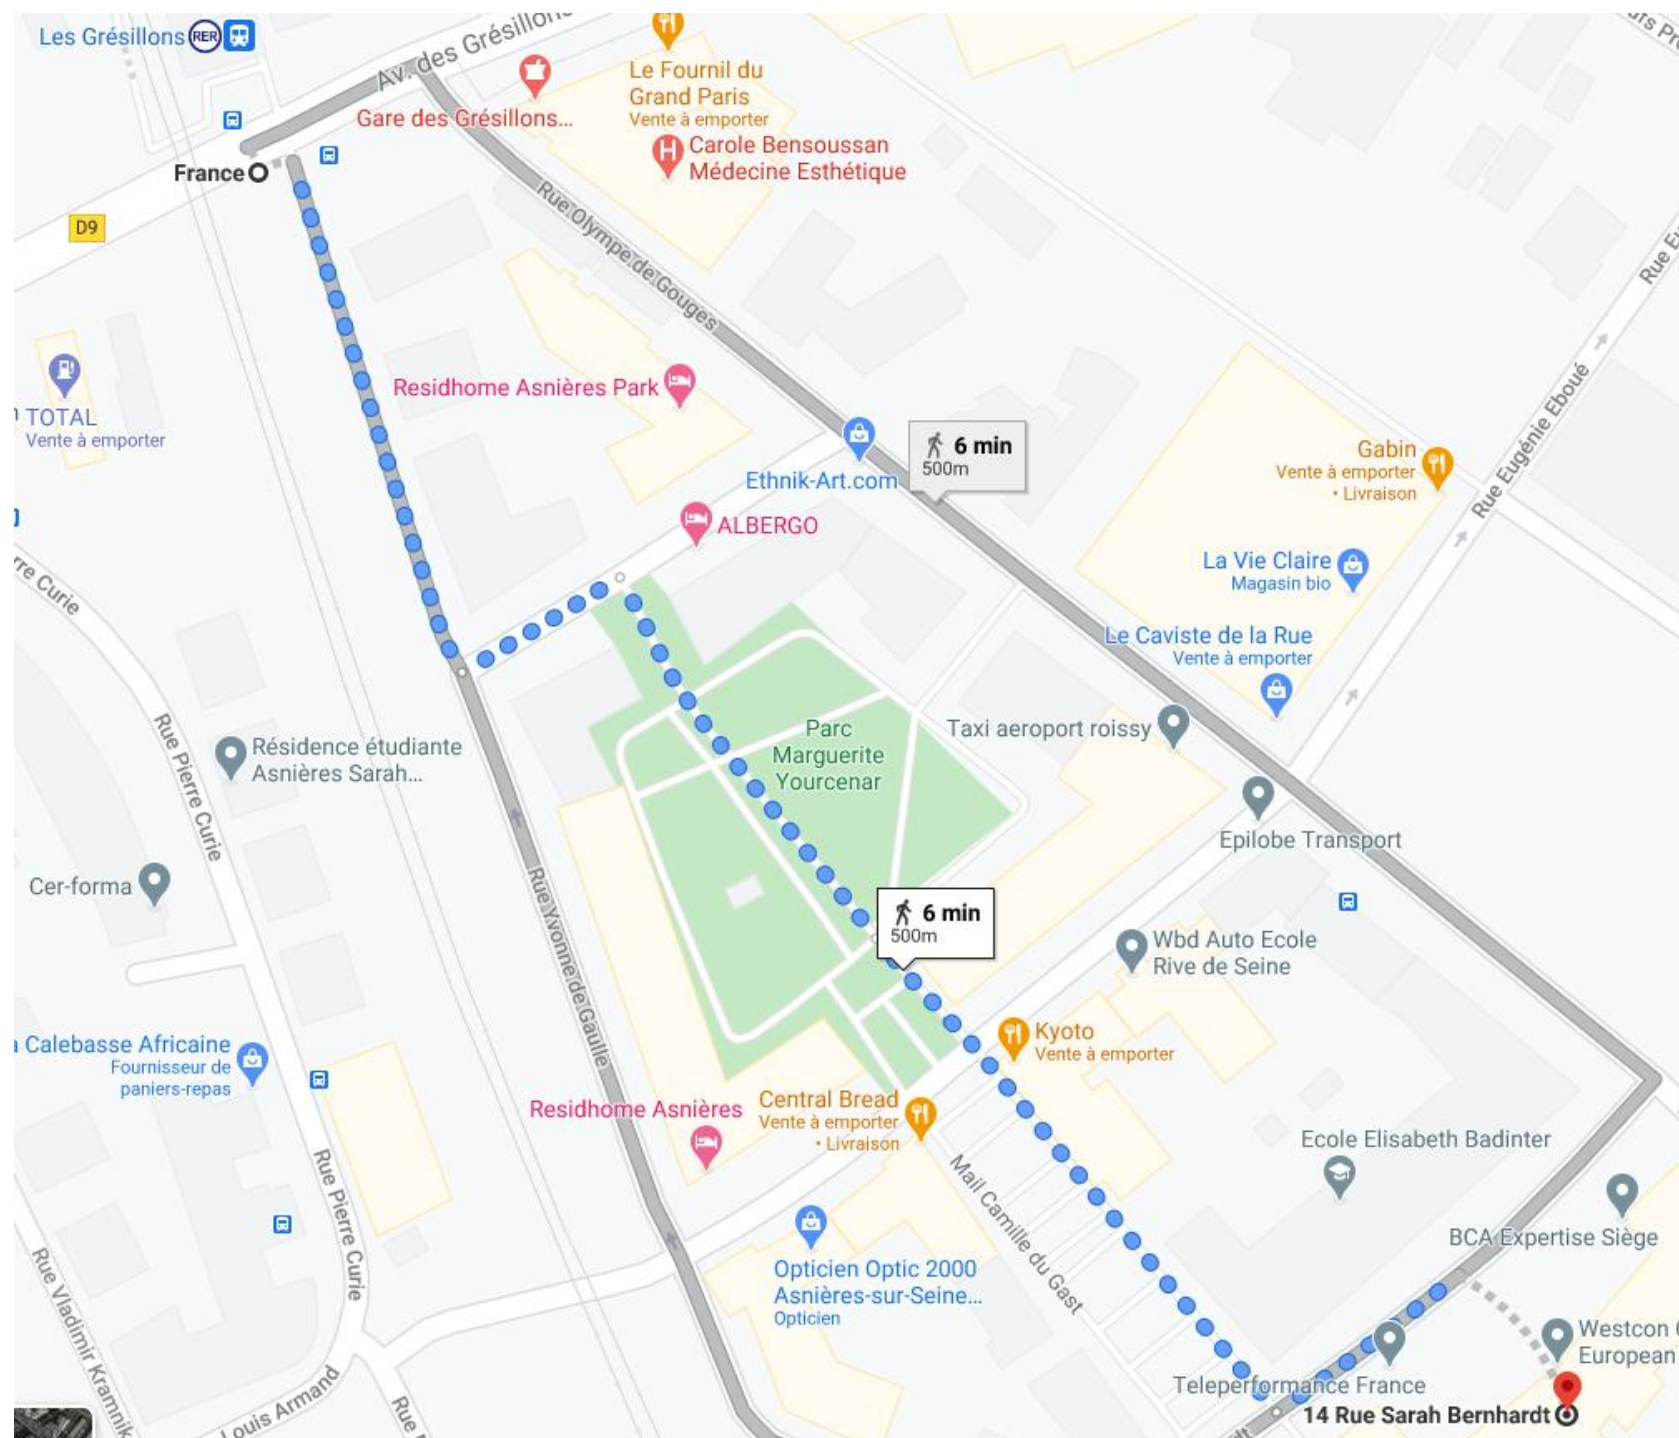 Les Grésillons
RER
Av. des Grésillons
Le Fournil du
Grand Paris
Vente à emporter
Gare des Grésillons...
Carole Bensoussan
Médecine Esthétique
France
D9
Rue Olympe de Gouges
Residhome Asnières Park
TOTAL
Vente à emporter
6 min
500m
Ethnik-Art.com
ALBERGO
Gabin
Vente à emporter
• Livraison
Rue Eugénie Eboué
La Vie Claire
Magasin bio
Le Caviste de la Rue
Vente à emporter
Taxi aeroport roissy
Parc
Marguerite
Yourcenar
Résidence étudiante
Asnières Sarah...
Rue Pierre Curie
Epilobe Transport
Cer-forma
6 min
500m
Wbd Auto Ecole
Rive de Seine
Rue Yvonne de Gaulle
Kyoto
Vente à emporter
Calebasse Africaine
Fournisseur de
paniers-repas
Residhome Asnières
Central Bread
Vente à emporter
• Livraison
Ecole Elisabeth Badinter
Mail Camille du Gast
Rue Pierre Curie
BCA Expertise Siège
Opticien Optic 2000
Asnières-sur-Seine...
Opticien
Rue Vladimir Kramnik
Westcon
European
Teleperformance France
14 Rue Sarah Bernhardt
Louis Armand
Rue
Curie
Rue